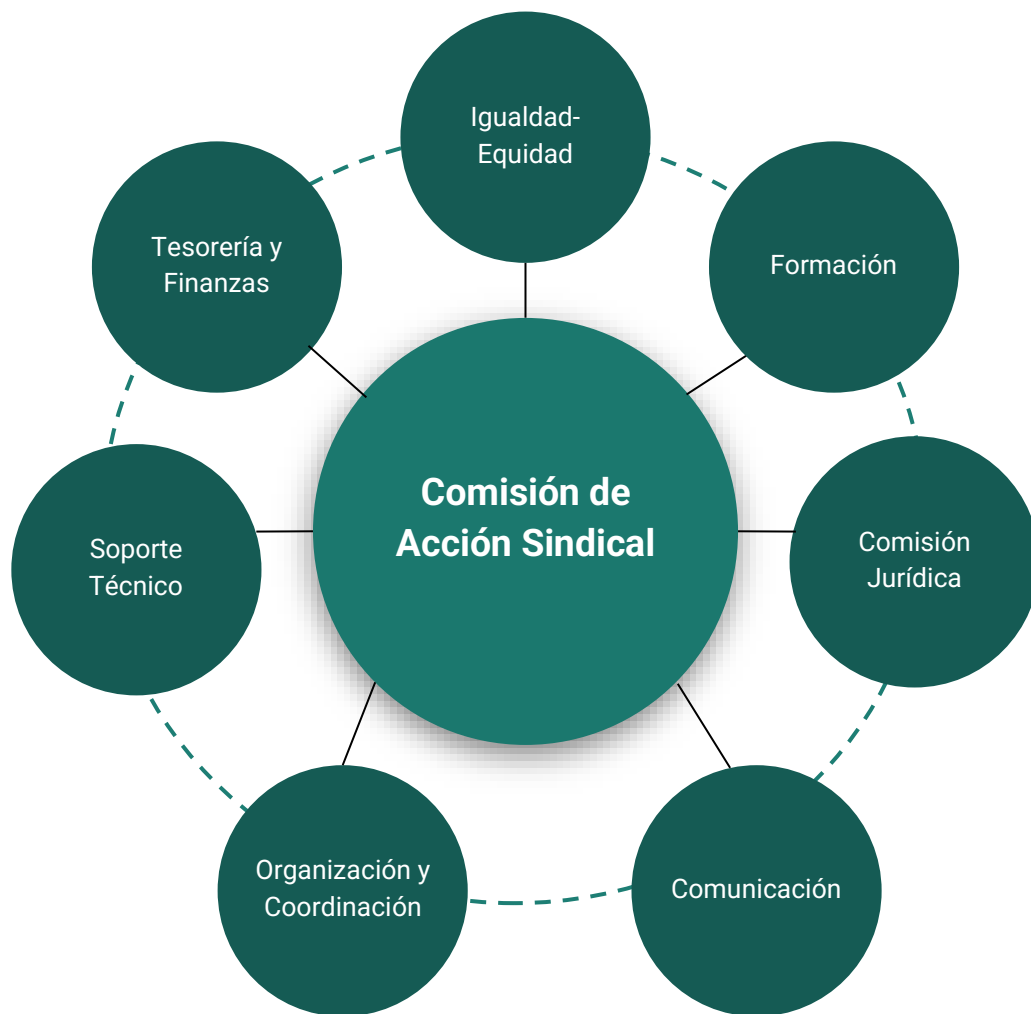 Igualdad-
Equidad
Tesorería y
Finanzas
Formación
Comisión de
Acción Sindical
Soporte
Técnico
Comisión
Jurídica
Organización y
Coordinación
Comunicación